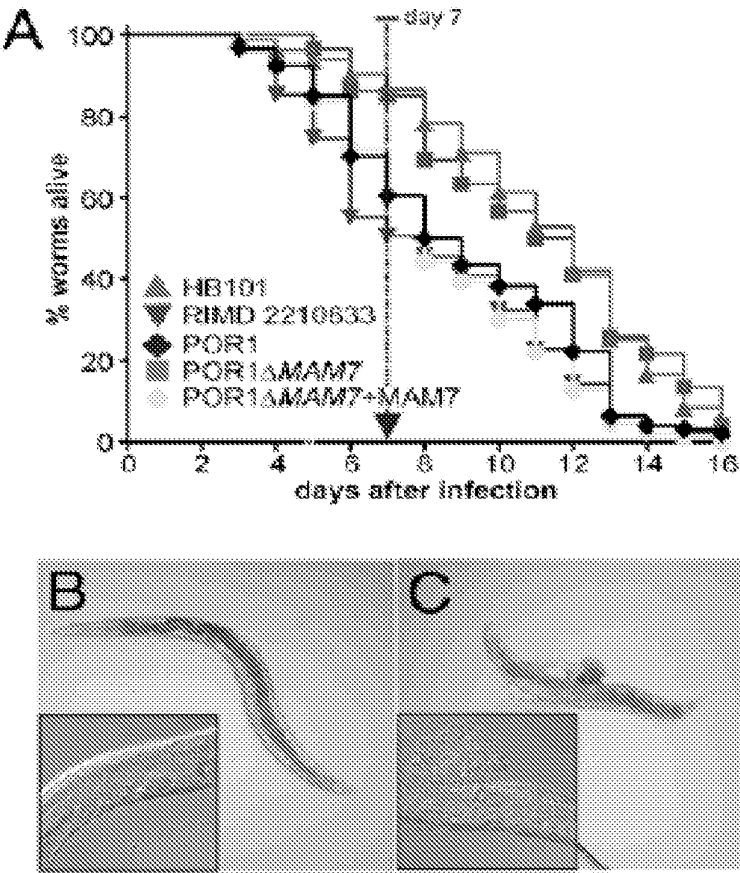 A
day 7
100
80
60
40
20
0
% worms alive
HB101
RIMD 2210633
POR1
POR1ΔMAM7
POR1ΔMAM7+MAM7
0 2 4 6 8 10 12 14 16
days after infection
B
C